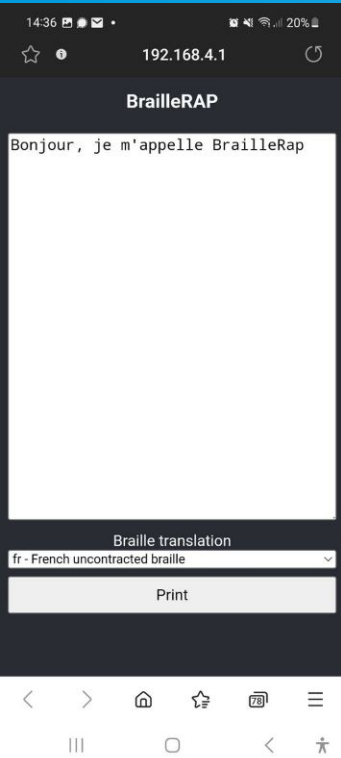 14:36 20%
192.168.4.1
BrailleRAP
Bonjour, je m'appelle BrailleRap
Braille translation
fr - French uncontracted braille
Print
78